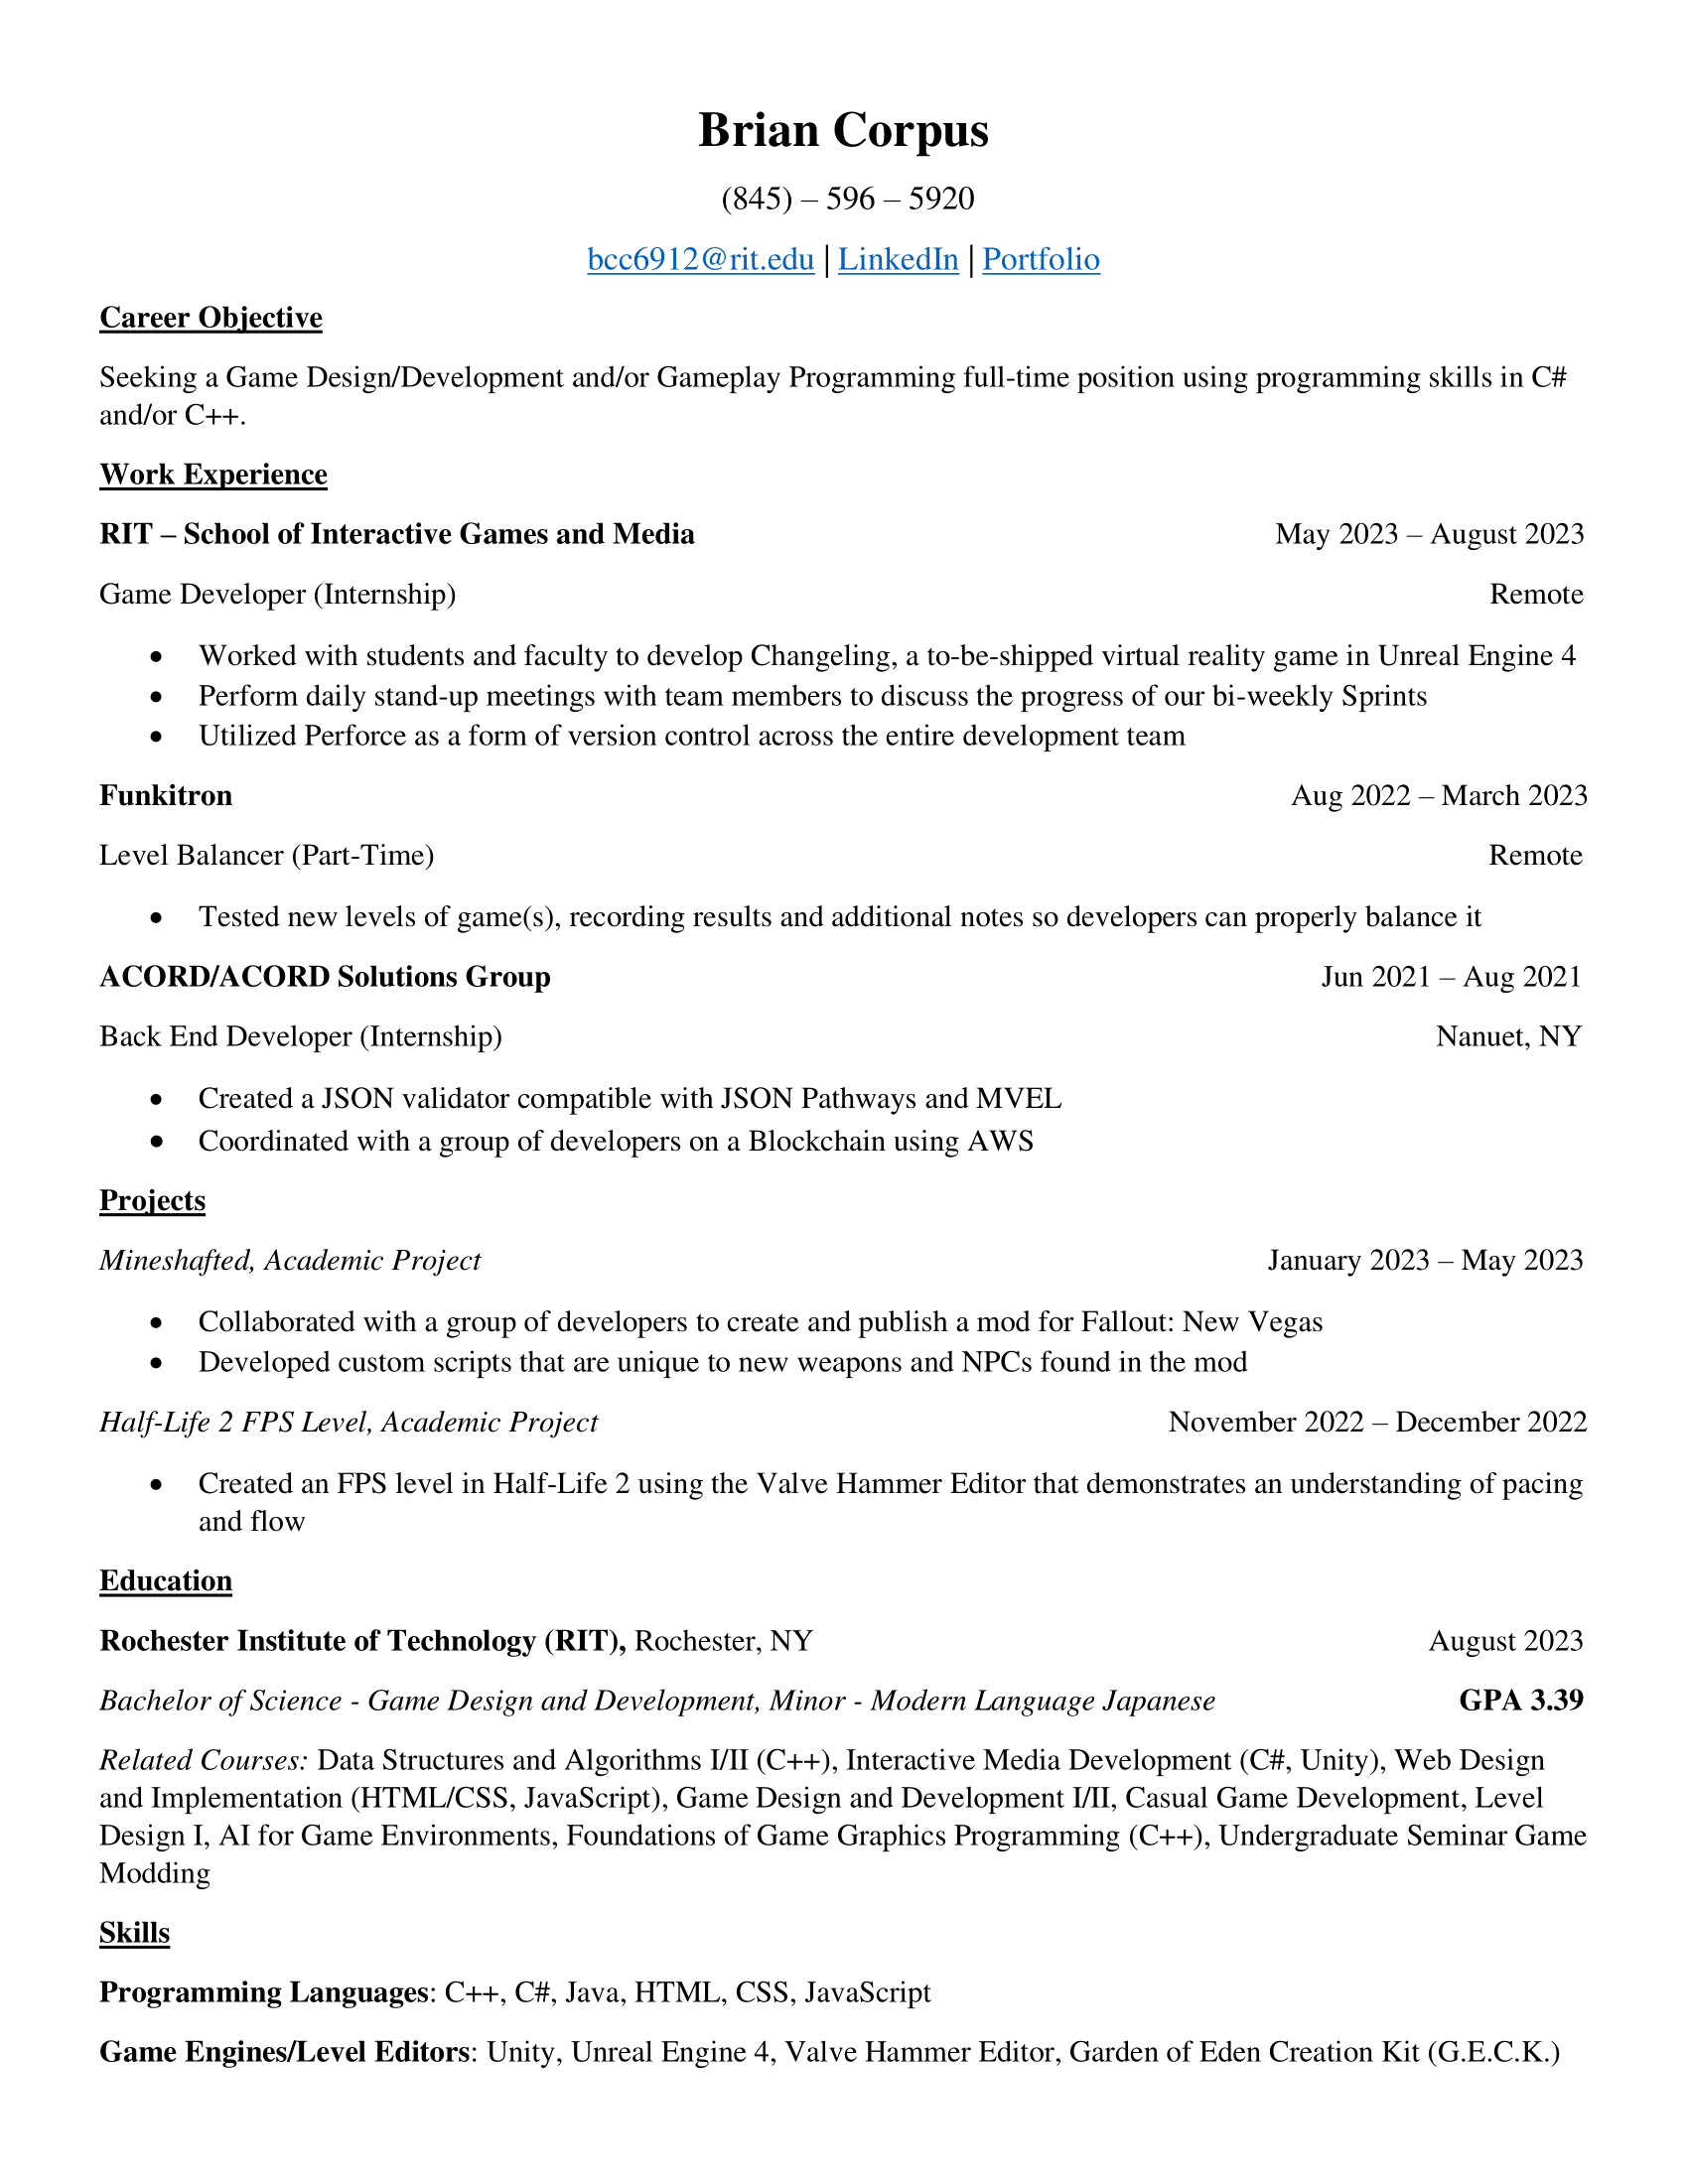 Brian Corpus
(845) – 596 – 5920
bcc6912@rit.edu | LinkedIn | Portfolio
Career Objective
Seeking a Game Design/Development and/or Gameplay Programming full-time position using programming skills in C#
and/or C++.
Work Experience
RIT – School of Interactive Games and Media May 2023 – August 2023
Game Developer (Internship) Remote
• Worked with students and faculty to develop Changeling, a to-be-shipped virtual reality game in Unreal Engine 4
• Perform daily stand-up meetings with team members to discuss the progress of our bi-weekly Sprints
• Utilized Perforce as a form of version control across the entire development team
Funkitron Aug 2022 – March 2023
Level Balancer (Part-Time) Remote
• Tested new levels of game(s), recording results and additional notes so developers can properly balance it
ACORD/ACORD Solutions Group Jun 2021 – Aug 2021
Back End Developer (Internship) Nanuet, NY
• Created a JSON validator compatible with JSON Pathways and MVEL
• Coordinated with a group of developers on a Blockchain using AWS
Projects
Mineshafted, Academic Project January 2023 – May 2023
• Collaborated with a group of developers to create and publish a mod for Fallout: New Vegas
• Developed custom scripts that are unique to new weapons and NPCs found in the mod
Half-Life 2 FPS Level, Academic Project November 2022 – December 2022
• Created an FPS level in Half-Life 2 using the Valve Hammer Editor that demonstrates an understanding of pacing
and flow
Education
Rochester Institute of Technology (RIT), Rochester, NY August 2023
Bachelor of Science - Game Design and Development, Minor - Modern Language Japanese GPA 3.39
Related Courses: Data Structures and Algorithms I/II (C++), Interactive Media Development (C#, Unity), Web Design
and Implementation (HTML/CSS, JavaScript), Game Design and Development I/II, Casual Game Development, Level
Design I, AI for Game Environments, Foundations of Game Graphics Programming (C++), Undergraduate Seminar Game
Modding
Skills
Programming Languages: C++, C#, Java, HTML, CSS, JavaScript
Game Engines/Level Editors: Unity, Unreal Engine 4, Valve Hammer Editor, Garden of Eden Creation Kit (G.E.C.K.)